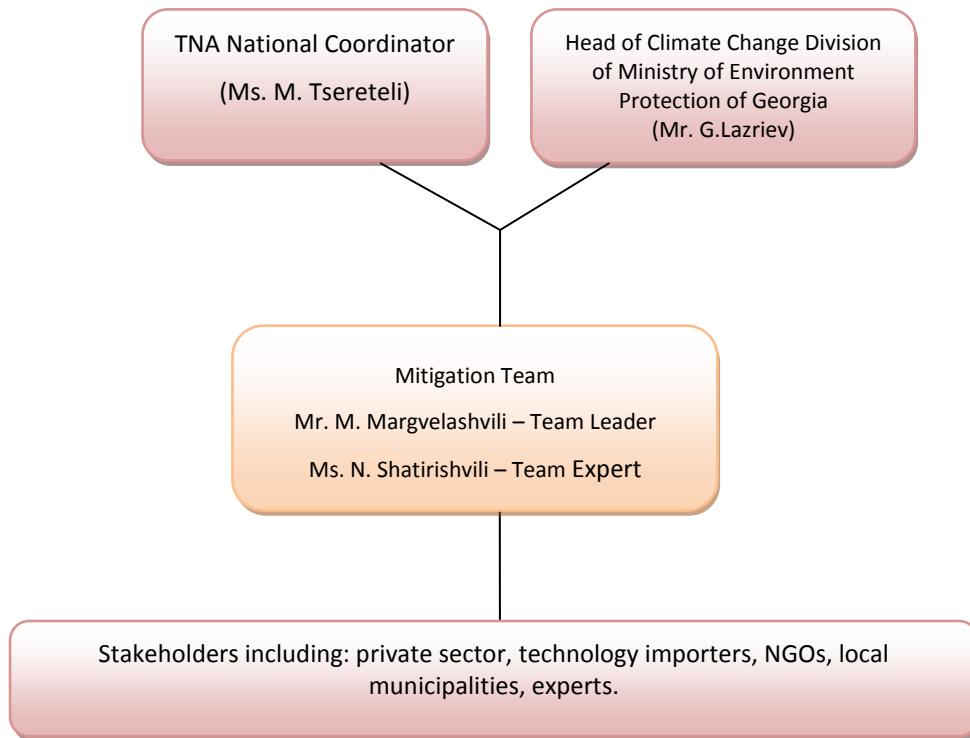 TNA National Coordinator
(Ms. M. Tsereteli)
Head of Climate Change Division
of Ministry of Environment
Protection of Georgia
(Mr. G.Lazriev)
Mitigation Team
Mr. M. Margvelashvili – Team Leader
Ms. N. Shatirishvili – Team Expert
Stakeholders including: private sector, technology importers, NGOs, local
municipalities, experts.